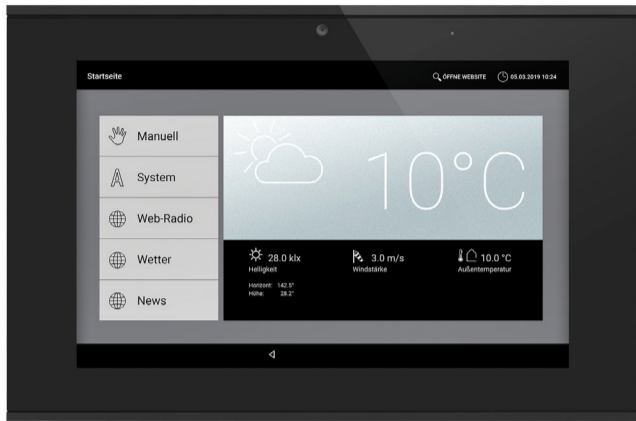 Startseite
ÖFFNE WEBSITE
05.03.2019 10:24
Manuell
System
Web-Radio
Wetter
News
10°C
28.0 klx
Helligkeit
Horizont: 142.5°
Höhe: 28.2°
3.0 m/s
Windstärke
10.0 °C
Außentemperatur